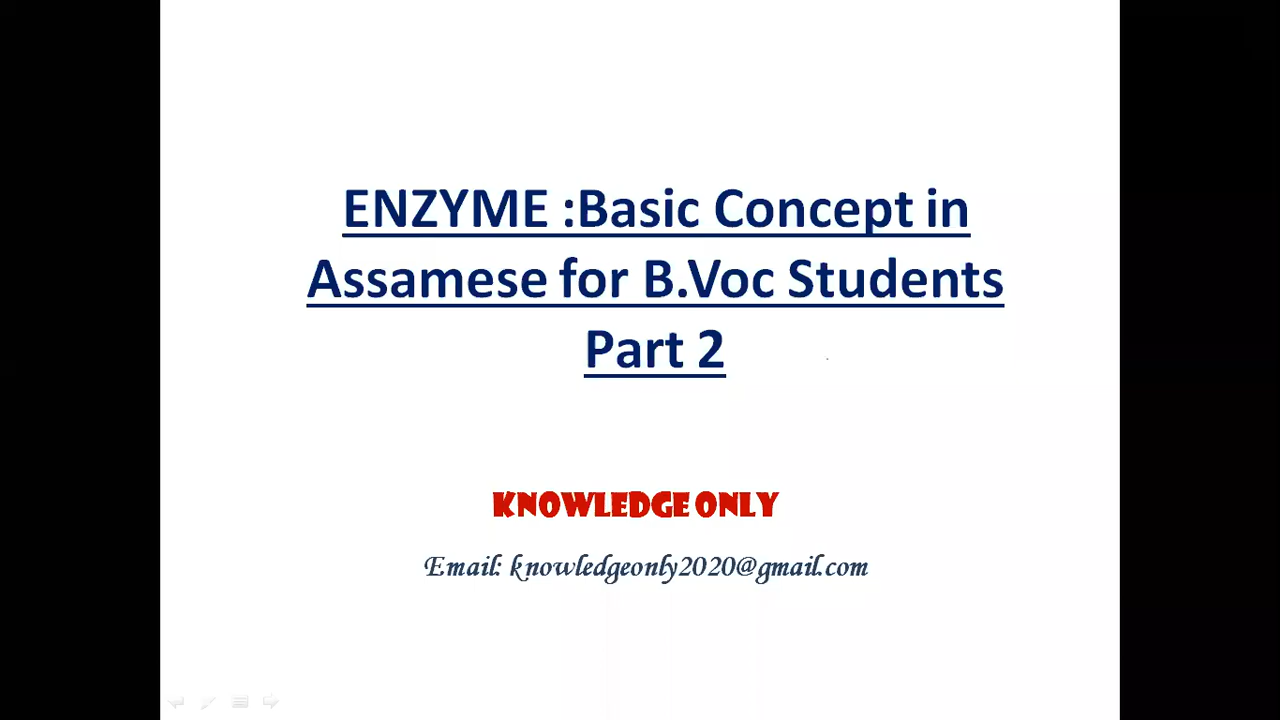 ENZYME :Basic Concept in
Assamese for B.Voc Students
Part 2
KNOWLEDGE ONLY
Email: knowledgeonly2020@gmail.com